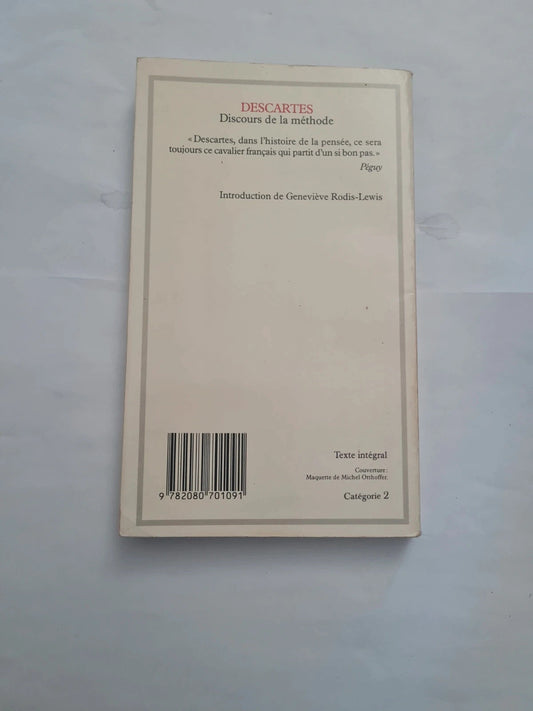 DESCARTES
Discours de la méthode
« Descartes, dans l'histoire de la pensée, ce sera
toujours ce cavalier français qui partit d'un si bon pas. »
Péguy
Introduction de Geneviève Rodis-Lewis
Texte intégral
Couverture :
Maquette de Michel Otthoffer.
Catégorie 2
9 782080 701091